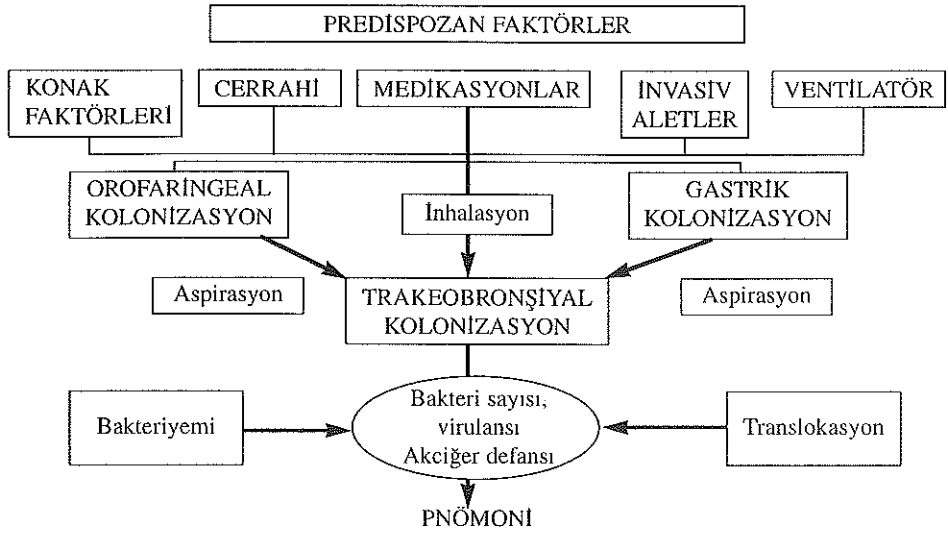 PREDİSPOZAN FAKTÖRLER
KONAK
FAKTÖRLERİ
CERRAHİ
MEDİKASYONLAR
İNVASİV
ALETLER
VENTİLATÖR
OROFARİNGEAL
KOLONİZASYON
İnhalasyon
GASTRİK
KOLONİZASYON
Aspirasyon
TRAKEOBRONŞİYAL
KOLONİZASYON
Aspirasyon
Bakteriyemi
Bakteri sayısı,
virulansı
Akciğer defansı
Translokasyon
PNÖMONİ